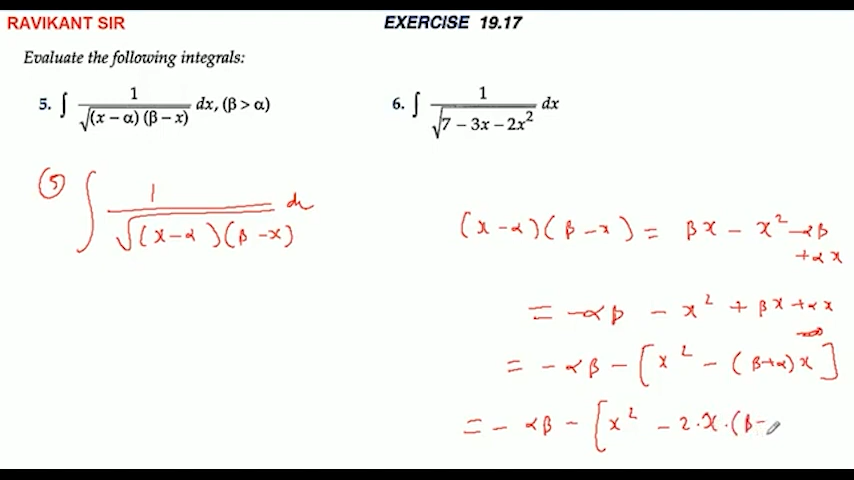 RAVIKANT SIR
EXERCISE 19.17
Evaluate the following integrals:
5. ∫ 1/√((x − α) (β − x)) dx, (β > α)
6. ∫ 1/√(7 − 3x − 2x²) dx
⑤ ∫ 1/√((x−α)(β−x)) dx
(x−α)(β−x) = βx − x² −αβ +αx
= −αβ − x² + βx + αx
= −αβ − [x² − (β+α)x]
= − αβ − [x² − 2·x·(β−